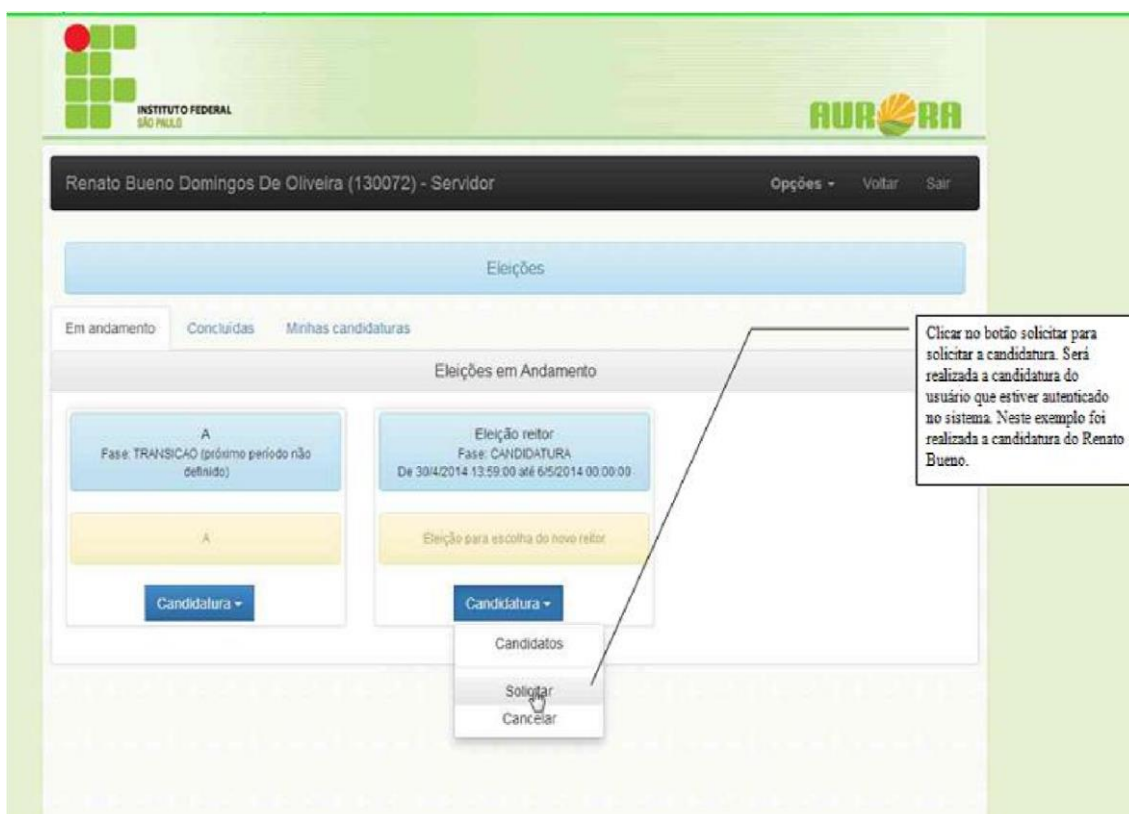 INSTITUTO FEDERAL
SÃO PAULO
AURORA
Renato Bueno Domingos De Oliveira (130072) - Servidor
Opções
Voltar
Sair
Eleições
Em andamento
Concluídas
Minhas candidaturas
Eleições em Andamento
A
Fase: TRANSICAO (próximo período não
definido)
A
Candidatura
Eleição reitor
Fase: CANDIDATURA
De 30/4/2014 13:59:00 até 6/5/2014 00:00:00
Eleição para escolha do novo reitor
Candidatura
Candidatos
Solicitar
Cancelar
Clicar no botão solicitar para
solicitar a candidatura. Será
realizada a candidatura do
usuário que estiver autenticado
no sistema. Neste exemplo foi
realizada a candidatura do Renato
Bueno.